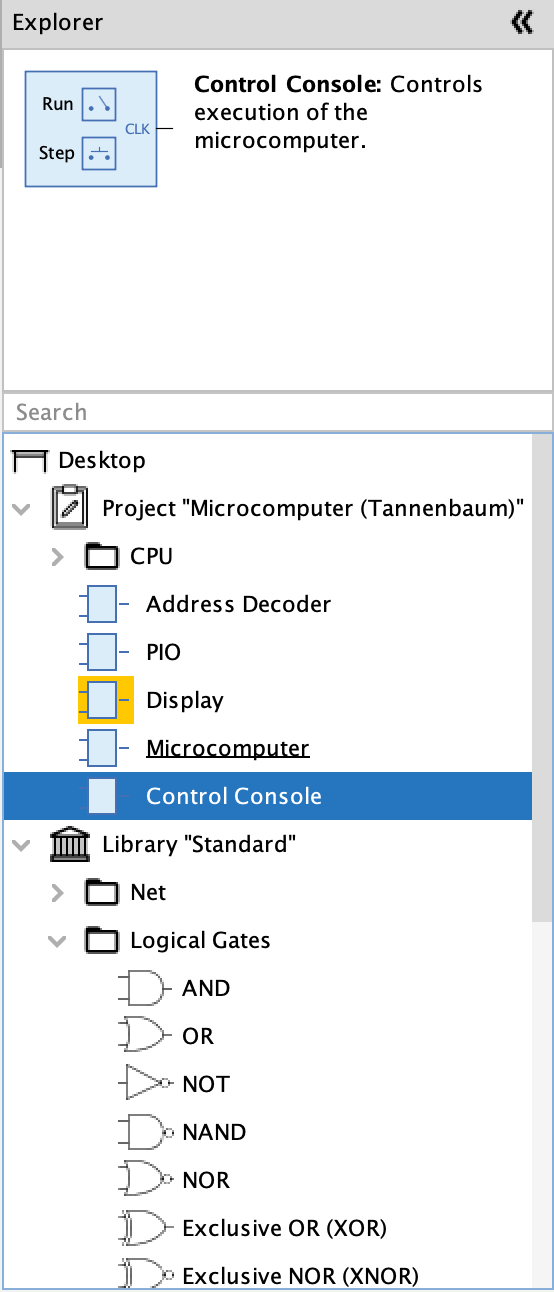 Explorer
Run
Step
CLK
Control Console: Controls
execution of the
microcomputer.
Search
Desktop
Project "Microcomputer (Tannenbaum)"
CPU
Address Decoder
PIO
Display
Microcomputer
Control Console
Library "Standard"
Net
Logical Gates
AND
OR
NOT
NAND
NOR
Exclusive OR (XOR)
Exclusive NOR (XNOR)